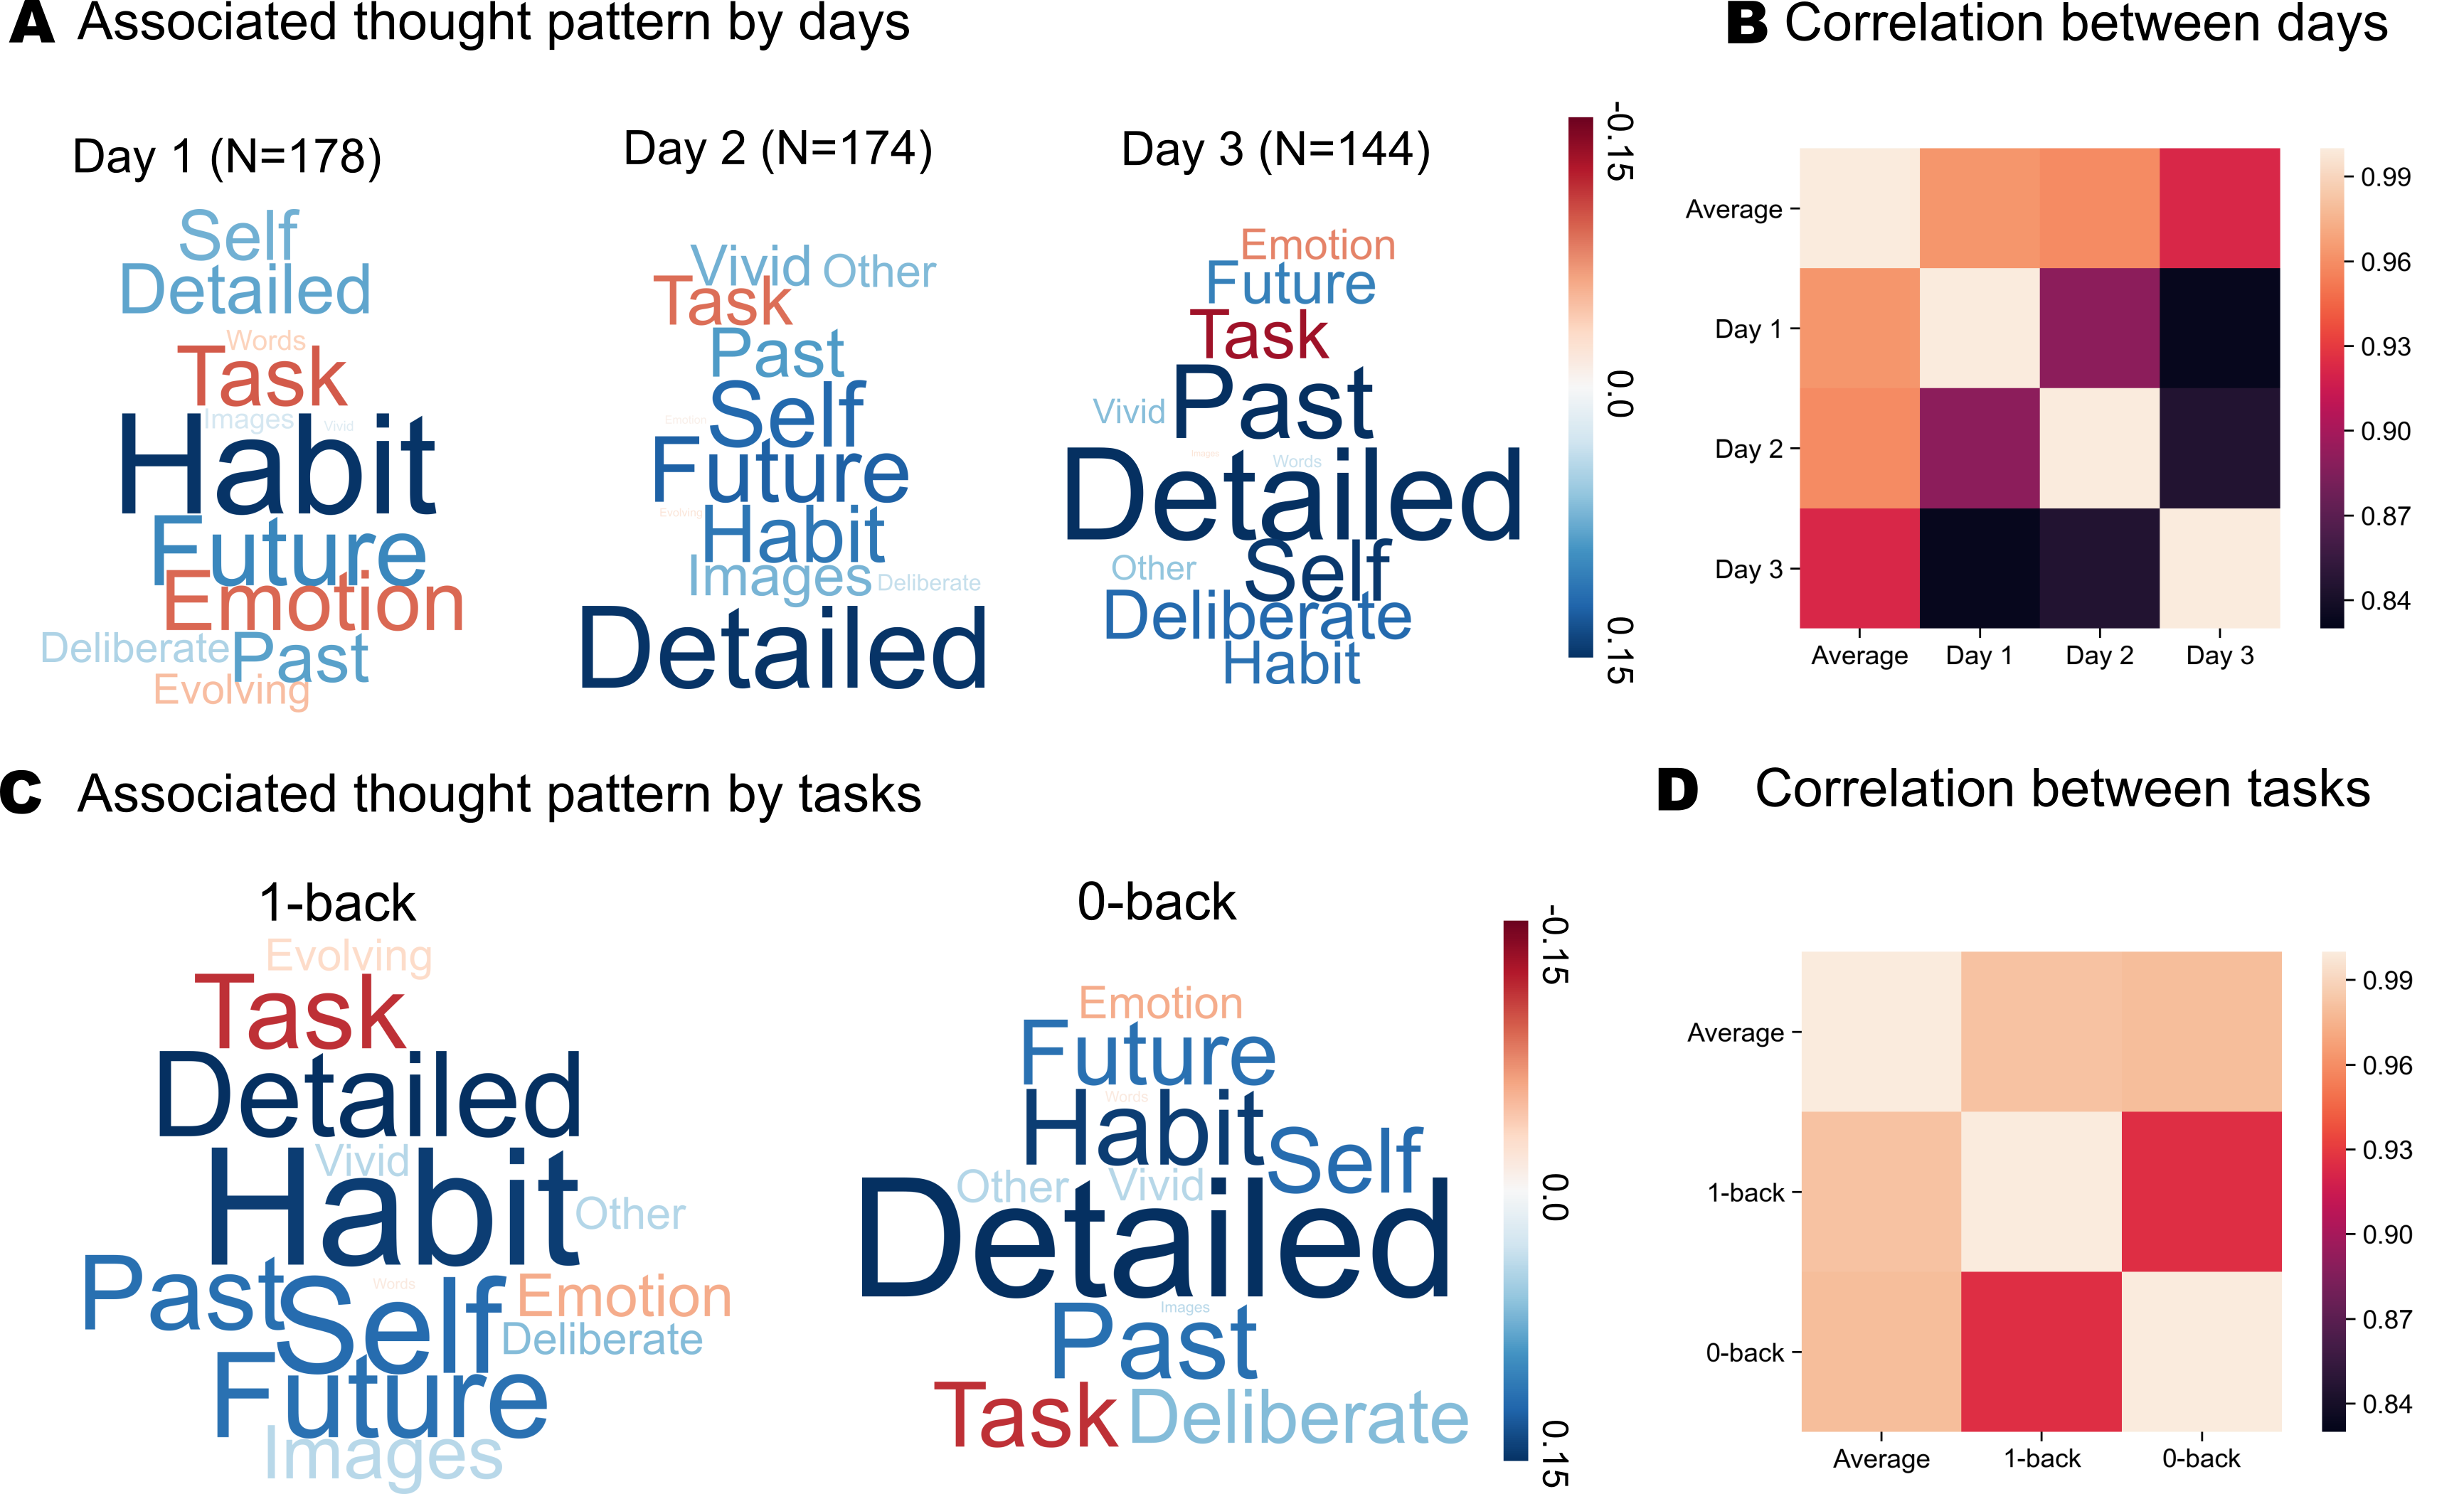 A Associated thought pattern by days
Day 1 (N=178)
Self
Detailed
Words
Task
Images
Vivid
Habit
Future
Emotion
Deliberate
Past
Evolving
Day 2 (N=174)
Vivid
Other
Task
Past
Self
Emotion
Future
Evolving
Habit
Images
Deliberate
Detailed
Day 3 (N=144)
Emotion
Future
Task
Past
Vivid
Images
Words
Detailed
Other
Self
Deliberate
Habit
-0.15
0.0
0.15
B Correlation between days
Average
Day 1
Day 2
Day 3
Average Day 1 Day 2 Day 3
0.99
0.96
0.93
0.90
0.87
0.84
C Associated thought pattern by tasks
1-back
Evolving
Task
Detailed
Vivid
Habit
Other
Past
Words
Self
Emotion
Deliberate
Future
Images
0-back
Emotion
Future
Words
Habit
Self
Other
Vivid
Detailed
Images
Past
Task
Deliberate
-0.15
0.0
0.15
D Correlation between tasks
Average
1-back
0-back
Average 1-back 0-back
0.99
0.96
0.93
0.90
0.87
0.84